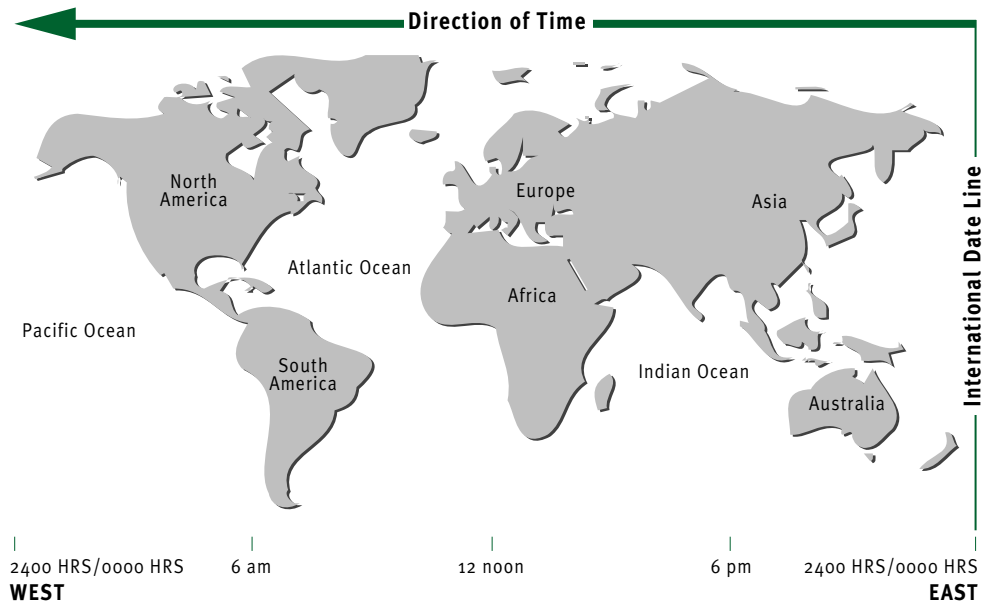 Direction of Time
North
America
Europe
Asia
Atlantic Ocean
Africa
Pacific Ocean
South
America
Indian Ocean
Australia
International Date Line
2400 HRS/0000 HRS
6 am
12 noon
6 pm
2400 HRS/0000 HRS
WEST
EAST